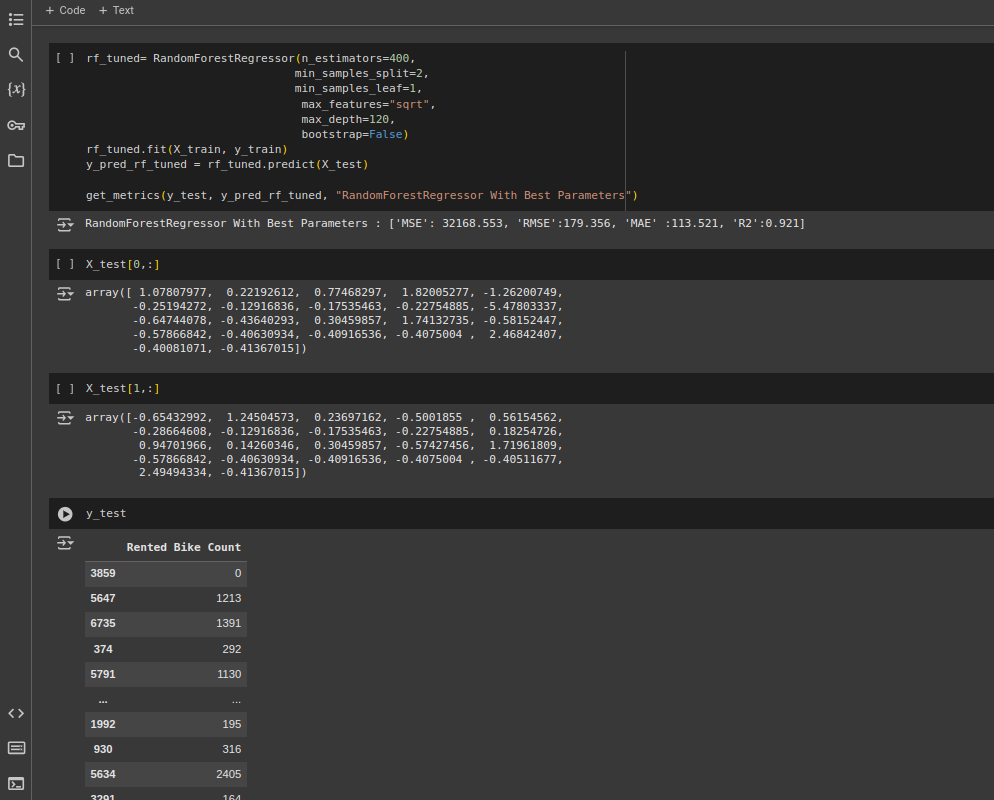 + Code + Text
{x}
[ ] rf_tuned= RandomForestRegressor(n_estimators=400,
min_samples_split=2,
min_samples_leaf=1,
max_features="sqrt",
max_depth=120,
bootstrap=False)
rf_tuned.fit(X_train, y_train)
y_pred_rf_tuned = rf_tuned.predict(X_test)
get_metrics(y_test, y_pred_rf_tuned, "RandomForestRegressor With Best Parameters")
RandomForestRegressor With Best Parameters : ['MSE': 32168.553, 'RMSE':179.356, 'MAE' :113.521, 'R2':0.921]
[ ] X_test[0,:]
array([ 1.07807977, 0.22192612, 0.77468297, 1.82005277, -1.26200749,
-0.25194272, -0.12916836, -0.17535463, -0.22754885, -5.47803337,
-0.64744078, -0.43640293, 0.30459857, 1.74132735, -0.58152447,
-0.57866842, -0.40630934, -0.40916536, -0.4075004 , 2.46842407,
-0.40081071, -0.41367015])
[ ] X_test[1,:]
array([-0.65432992, 1.24504573, 0.23697162, -0.5001855 , 0.56154562,
-0.28664608, -0.12916836, -0.17535463, -0.22754885, 0.18254726,
0.94701966, 0.14260346, 0.30459857, -0.57427456, 1.71961809,
-0.57866842, -0.40630934, -0.40916536, -0.4075004 , -0.40511677,
2.49494334, -0.41367015])
y_test
Rented Bike Count
3859 0
5647 1213
6735 1391
374 292
5791 1130
... ...
1992 195
930 316
5634 2405
3291 164